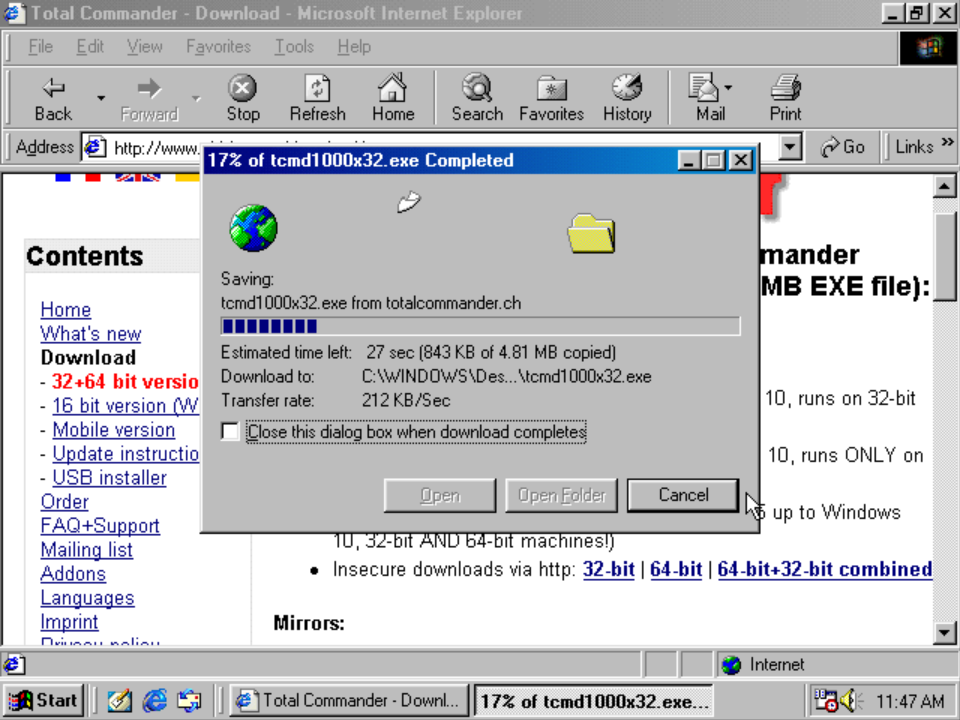 Total Commander - Download - Microsoft Internet Explorer
File Edit View Favorites Tools Help
Back Forward Stop Refresh Home Search Favorites History Mail Print
Address http://www. Go Links »
17% of tcmd1000x32.exe Completed
Saving:
tcmd1000x32.exe from totalcommander.ch
Estimated time left: 27 sec (843 KB of 4.81 MB copied)
Download to: C:\WINDOWS\Des...\tcmd1000x32.exe
Transfer rate: 212 KB/Sec
Close this dialog box when download completes
Open Open Folder Cancel
Contents
Home
What's new
Download
- 32+64 bit versio
- 16 bit version (W
- Mobile version
- Update instructio
- USB installer
Order
FAQ+Support
Mailing list
Addons
Languages
Imprint
Privacy policy
mander
MB EXE file):
10, runs on 32-bit
10, runs ONLY on
up to Windows
10, 32-bit AND 64-bit machines!)
• Insecure downloads via http: 32-bit | 64-bit | 64-bit+32-bit combined
Mirrors:
Internet
Start Total Commander - Downl... 17% of tcmd1000x32.exe... 11:47 AM